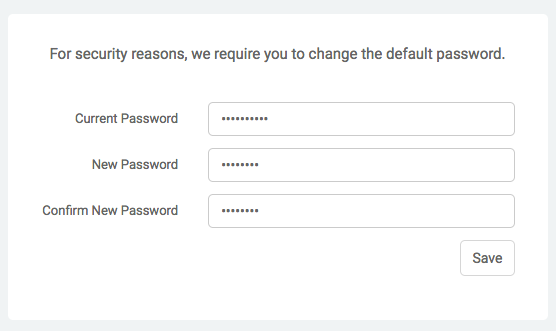 For security reasons, we require you to change the default password.
Current Password ••••••••••
New Password ••••••••
Confirm New Password ••••••••
Save